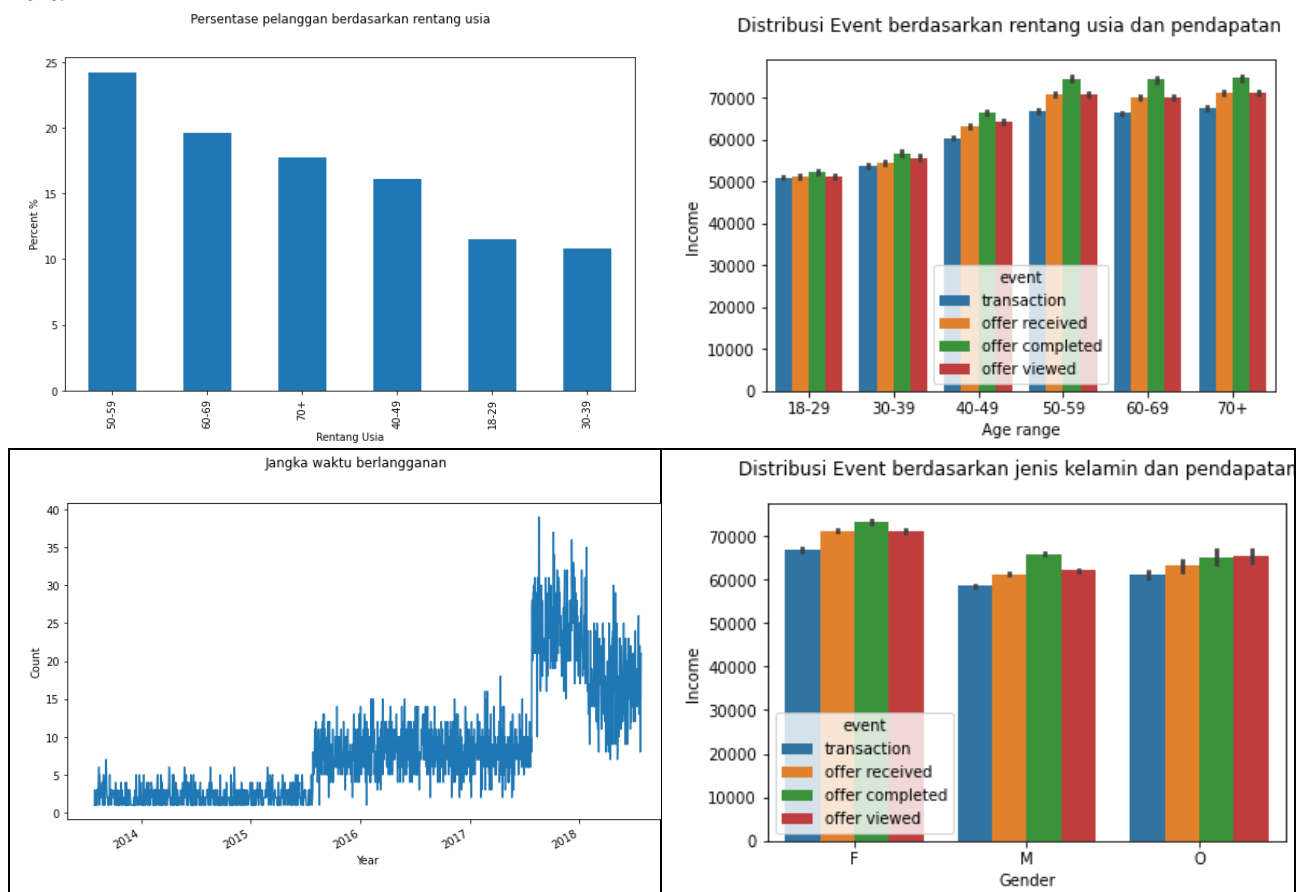 Persentase pelanggan berdasarkan rentang usia
25
20
15
10
5
0
Percent %
50-59
60-69
70+
40-49
18-29
30-39
Rentang Usia
Distribusi Event berdasarkan rentang usia dan pendapatan
70000
60000
50000
40000
30000
20000
10000
0
Income
event
transaction
offer received
offer completed
offer viewed
18-29 30-39 40-49 50-59 60-69 70+
Age range
Jangka waktu berlangganan
40
35
30
25
20
15
10
5
0
Count
2014 2015 2016 2017 2018
Year
Distribusi Event berdasarkan jenis kelamin dan pendapatan
70000
60000
50000
40000
30000
20000
10000
0
Income
event
transaction
offer received
offer completed
offer viewed
F M O
Gender